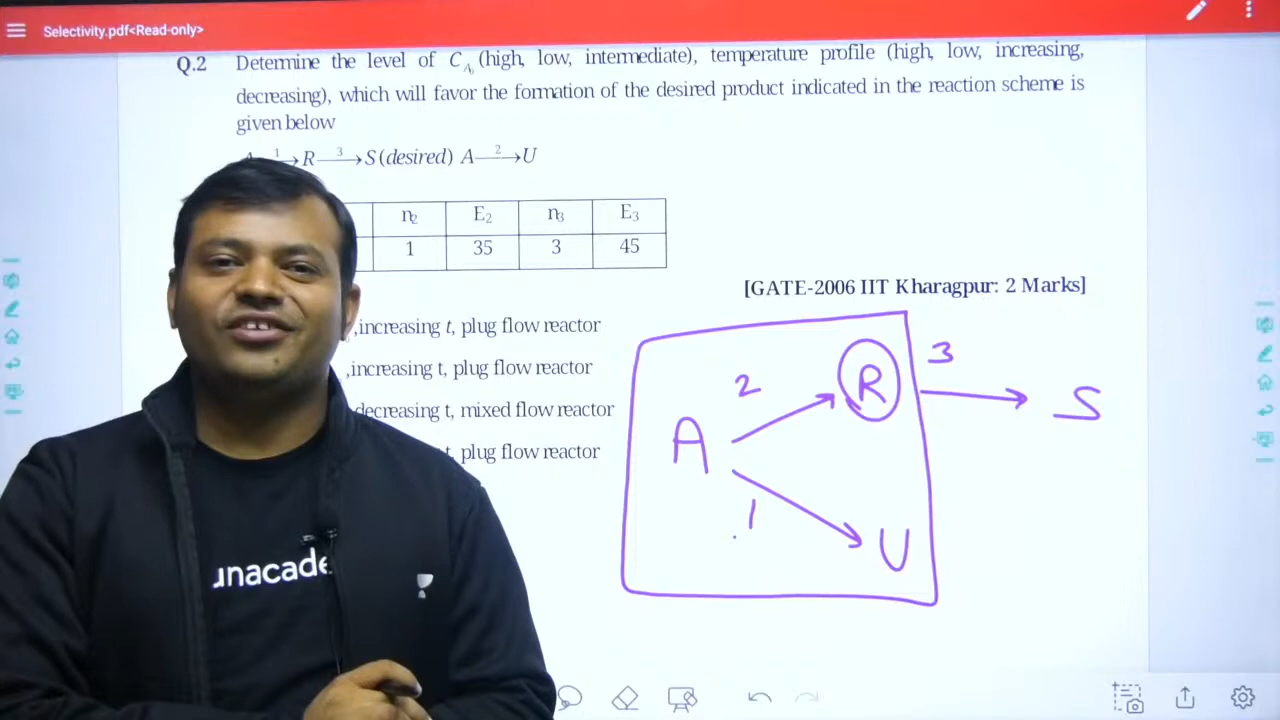 Selectivity.pdf<Read-only>
Q.2 Determine the level of C_A₀ (high, low, intermediate), temperature profile (high, low, increasing,
decreasing), which will favor the formation of the desired product indicated in the reaction scheme is
given below
1→ R —3→ S (desired) A —2→ U
n₂ E₂ n₃ E₃
1 35 3 45
[GATE-2006 IIT Kharagpur: 2 Marks]
,increasing t, plug flow reactor
,increasing t, plug flow reactor
decreasing t, mixed flow reactor
t, plug flow reactor
3
2 R
S
A
1
U
unacade